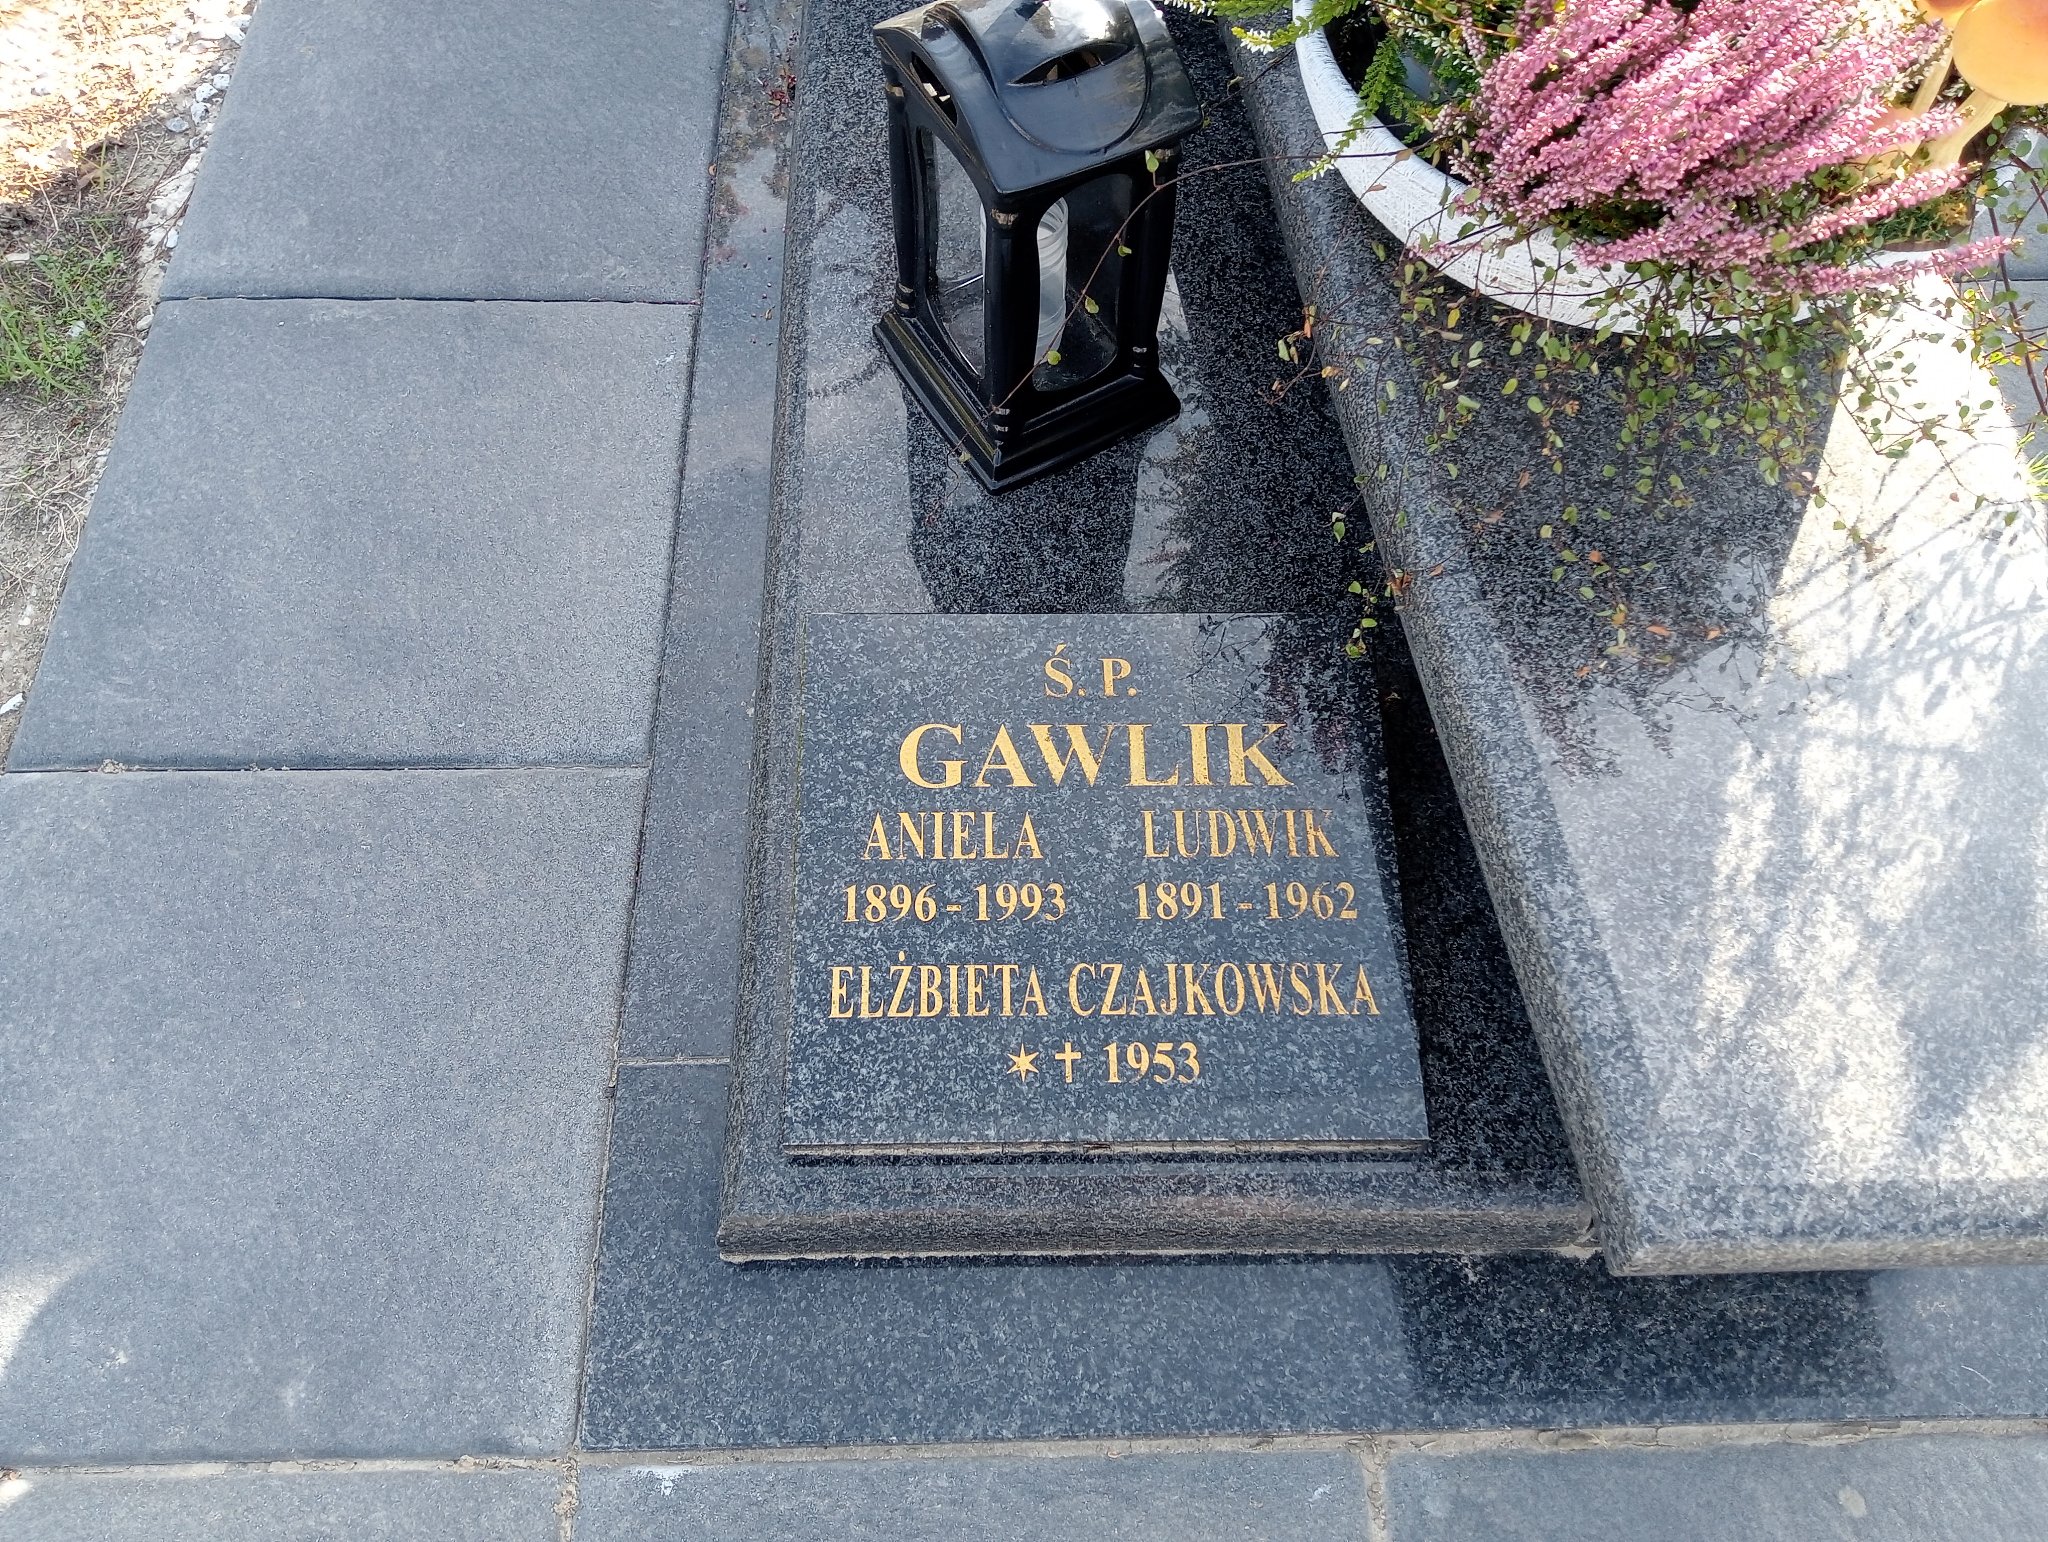 Ś. P.
GAWLIK
ANIELA LUDWIK
1896 - 1993 1891 - 1962
ELŻBIETA CZAJKOWSKA
✶ † 1953